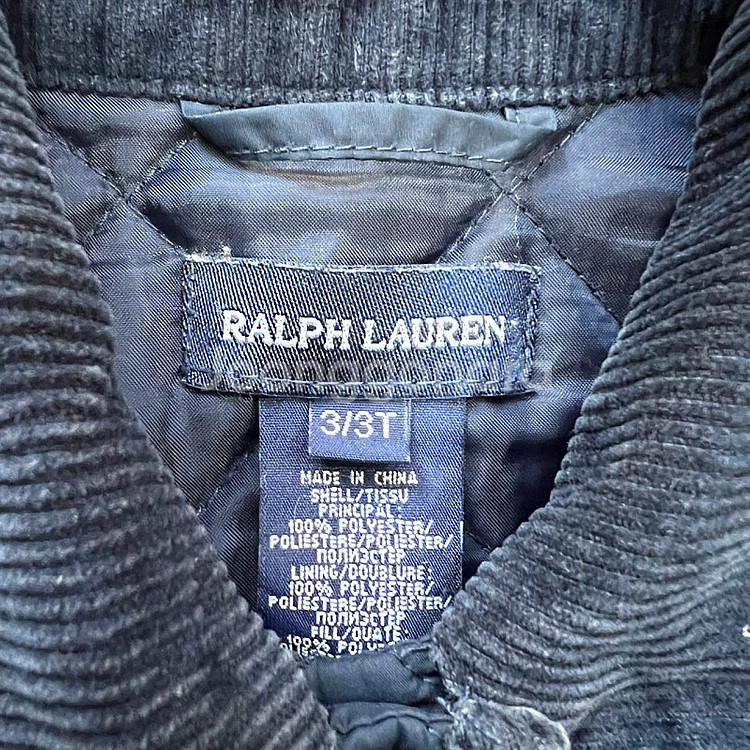 RALPH LAUREN
3/3T
MADE IN CHINA
SHELL/TISSU
PRINCIPAL:
100% POLYESTER/
POLIESTERE/POLIESTER/
ПОЛИЭСТЕР
LINING/DOUBLURE:
100% POLYESTER/
POLIESTERE/POLIESTER/
ПОЛИЭСТЕР
FILL/OUATE:
100%